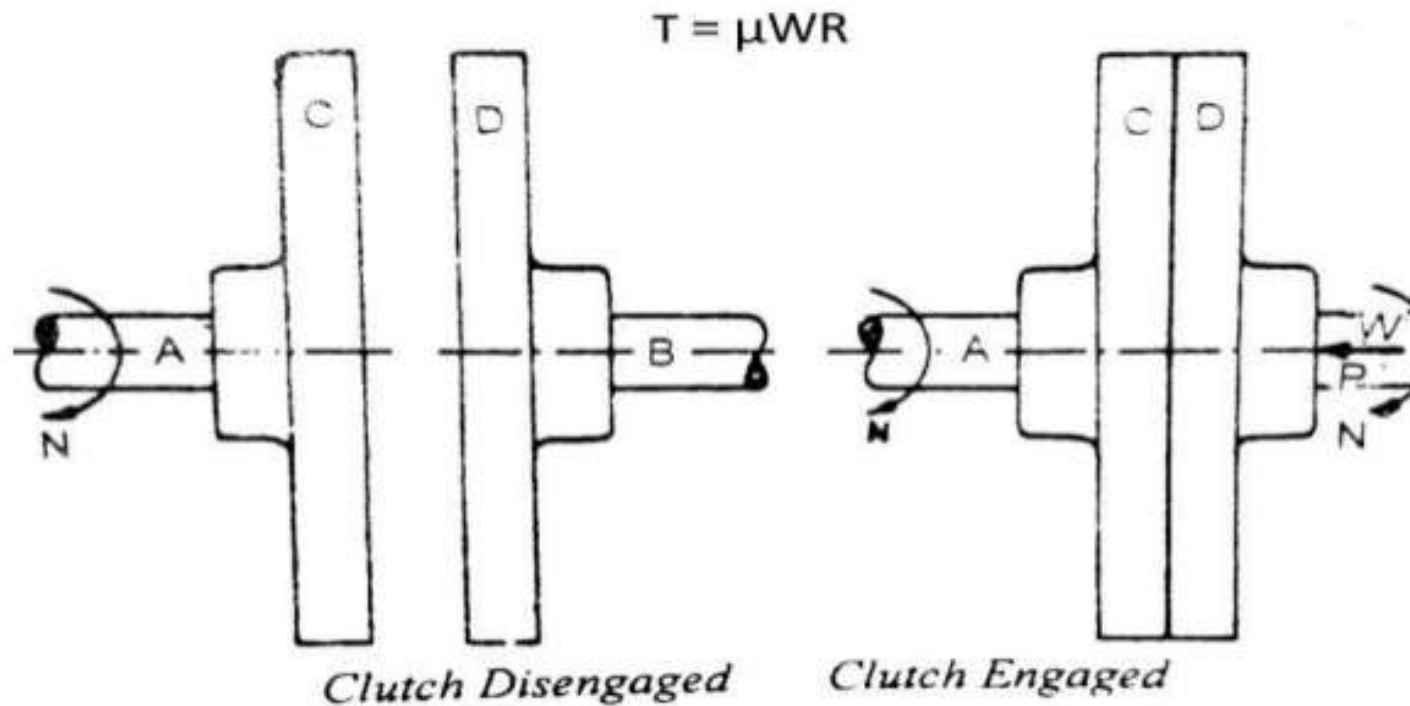 T = μWR
C D C D
A B A W
P
N N N
Clutch Disengaged Clutch Engaged